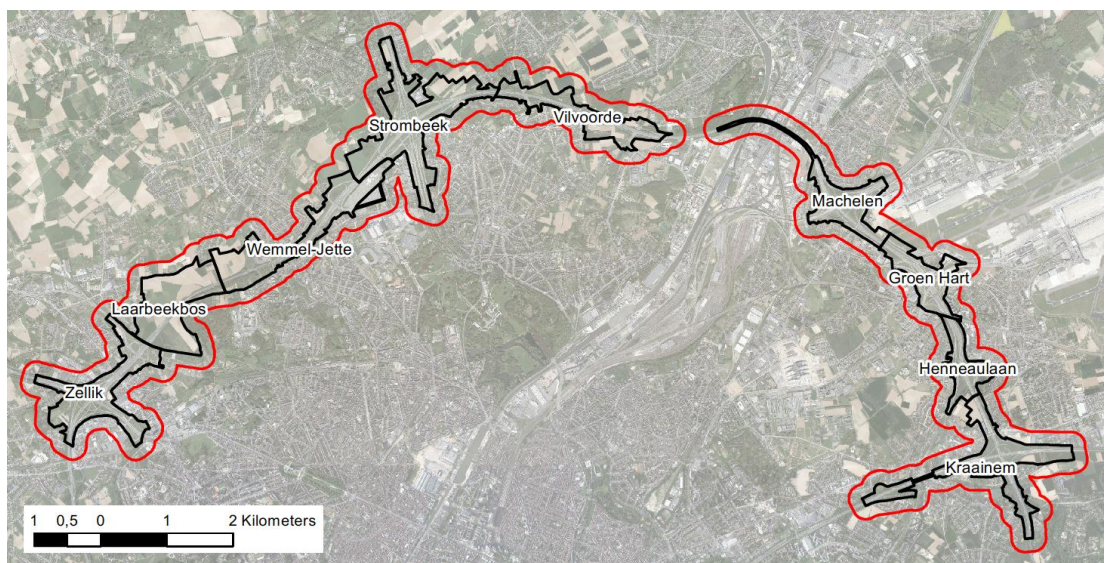 Strombeek
Vilvoorde
Machelen
Wemmel-Jette
Groen Hart
Laarbeekbos
Henneaulaan
Zellik
Kraainem
1 0,5 0 1 2 Kilometers